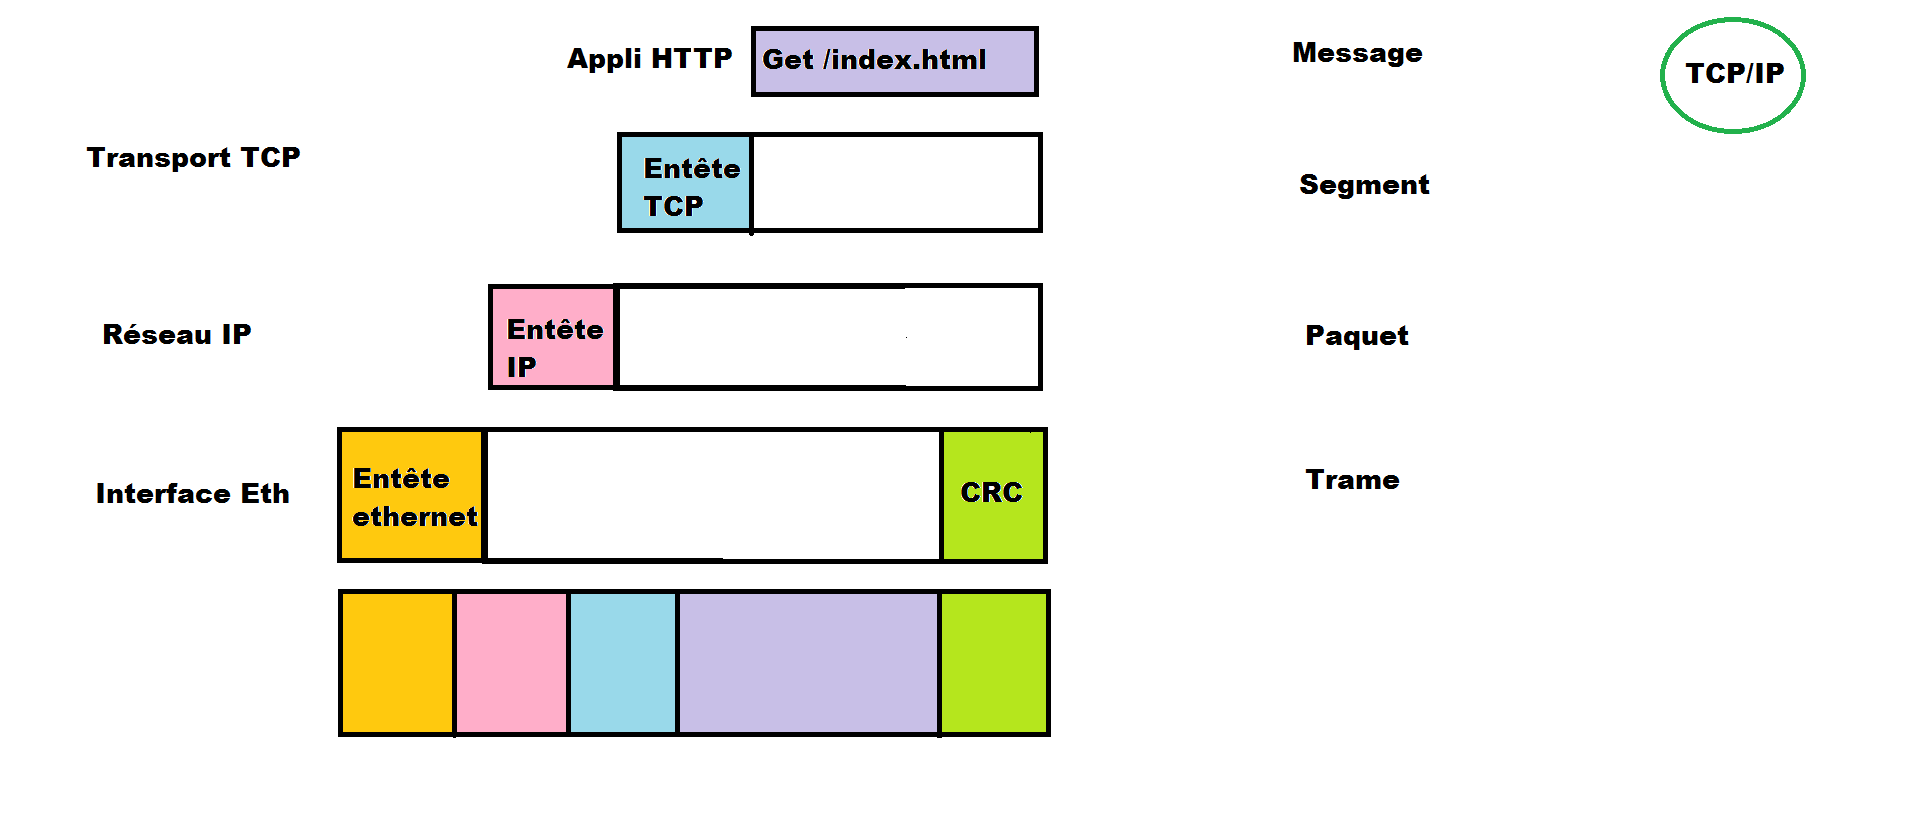 Appli HTTP
Get /index.html
Message
TCP/IP
Transport TCP
Entête
TCP
Segment
Réseau IP
Entête
IP
Paquet
Interface Eth
Entête
ethernet
CRC
Trame